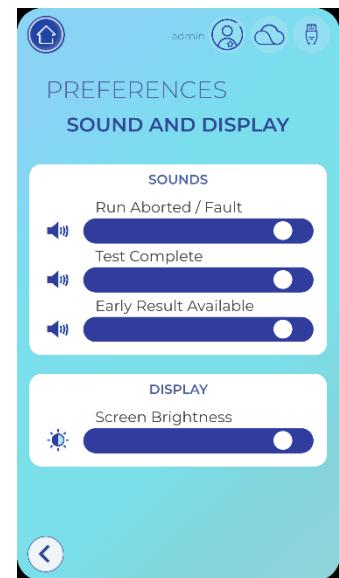 admin
PREFERENCES
SOUND AND DISPLAY
SOUNDS
Run Aborted / Fault
Test Complete
Early Result Available
DISPLAY
Screen Brightness